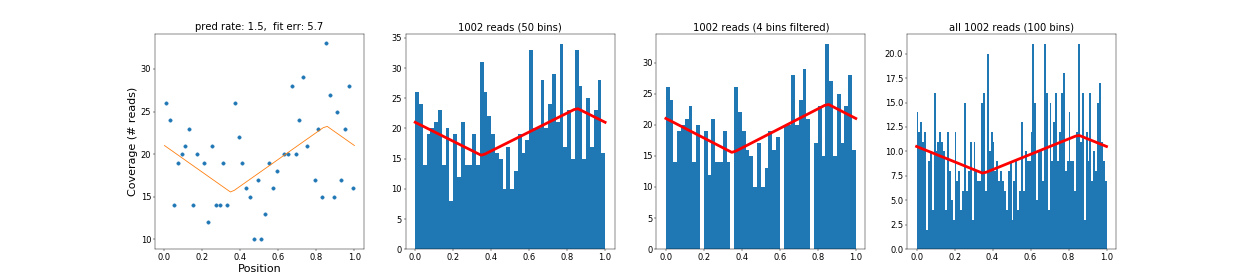 pred rate: 1.5,  fit err: 5.7
Coverage (# reads)
30
25
20
15
10
0.0 0.2 0.4 0.6 0.8 1.0
Position
1002 reads (50 bins)
35
30
25
20
15
10
5
0
0.0 0.2 0.4 0.6 0.8 1.0
1002 reads (4 bins filtered)
30
25
20
15
10
5
0
0.0 0.2 0.4 0.6 0.8 1.0
all 1002 reads (100 bins)
20.0
17.5
15.0
12.5
10.0
7.5
5.0
2.5
0.0
0.0 0.2 0.4 0.6 0.8 1.0